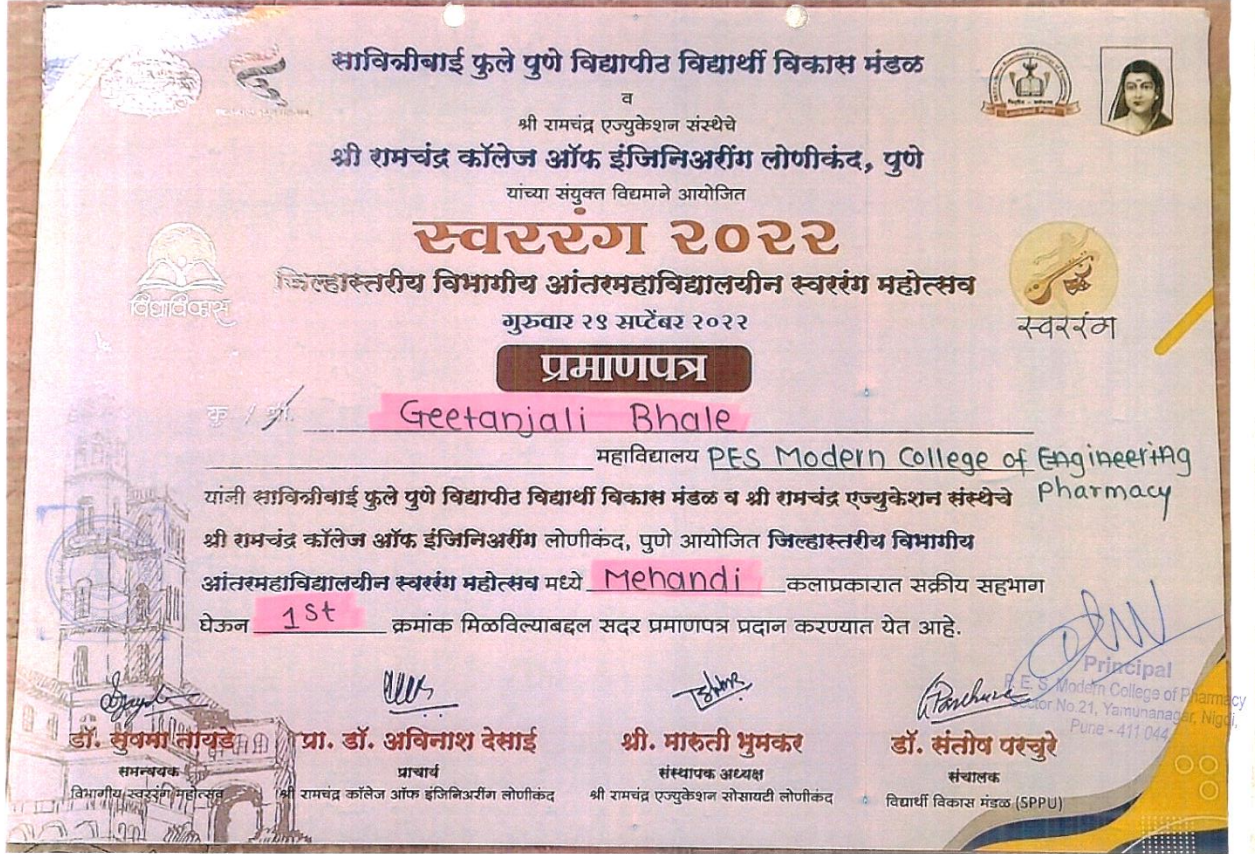 सावित्रीबाई फुले पुणे विद्यापीठ विद्यार्थी विकास मंडळ
व
श्री रामचंद्र एज्युकेशन संस्थेचे
श्री रामचंद्र कॉलेज ऑफ इंजिनिअरींग लोणीकंद, पुणे
यांच्या संयुक्त विद्यमाने आयोजित
स्वररंग २०२२
जिल्हास्तरीय विभागीय आंतरमहाविद्यालयीन स्वररंग महोत्सव
गुरुवार २९ सप्टेंबर २०२२
विद्याविकास
स्वररंग
प्रमाणपत्र
कु. / श्री. Geetanjali Bhale
महाविद्यालय PES Modern College of Engineering
Pharmacy
यांनी सावित्रीबाई फुले पुणे विद्यापीठ विद्यार्थी विकास मंडळ व श्री रामचंद्र एज्युकेशन संस्थेचे
श्री रामचंद्र कॉलेज ऑफ इंजिनिअरींग लोणीकंद, पुणे आयोजित जिल्हास्तरीय विभागीय
आंतरमहाविद्यालयीन स्वररंग महोत्सव मध्ये Mehandi कलाप्रकारात सक्रीय सहभाग
घेऊन 1st क्रमांक मिळविल्याबद्दल सदर प्रमाणपत्र प्रदान करण्यात येत आहे.
Principal
P. E. S. Modern College of Pharmacy
Sector No. 21, Yamunanagar, Nigdi,
Pune - 411 044
डॉ. सुषमा तायडे प्रा. डॉ. अविनाश देसाई श्री. मारुती भुमकर डॉ. संतोष परचुरे
समन्वयक प्राचार्य संस्थापक अध्यक्ष संचालक
विभागीय स्वररंग महोत्सव श्री रामचंद्र कॉलेज ऑफ इंजिनिअरींग लोणीकंद श्री रामचंद्र एज्युकेशन सोसायटी लोणीकंद विद्यार्थी विकास मंडळ (SPPU)